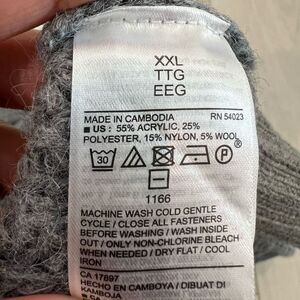 XXL
TTG
EEG
MADE IN CAMBODIA RN 54023
■ US : 55% ACRYLIC, 25%
POLYESTER, 15% NYLON, 5% WOOL
30 P
1166
MACHINE WASH COLD GENTLE
CYCLE / CLOSE ALL FASTENERS
BEFORE WASHING / WASH INSIDE
OUT / ONLY NON-CHLORINE BLEACH
WHEN NEEDED / DRY FLAT / COOL
IRON
CA 17897
HECHO EN CAMBOYA / DIBUAT DI
KAMBOJA
■ CA